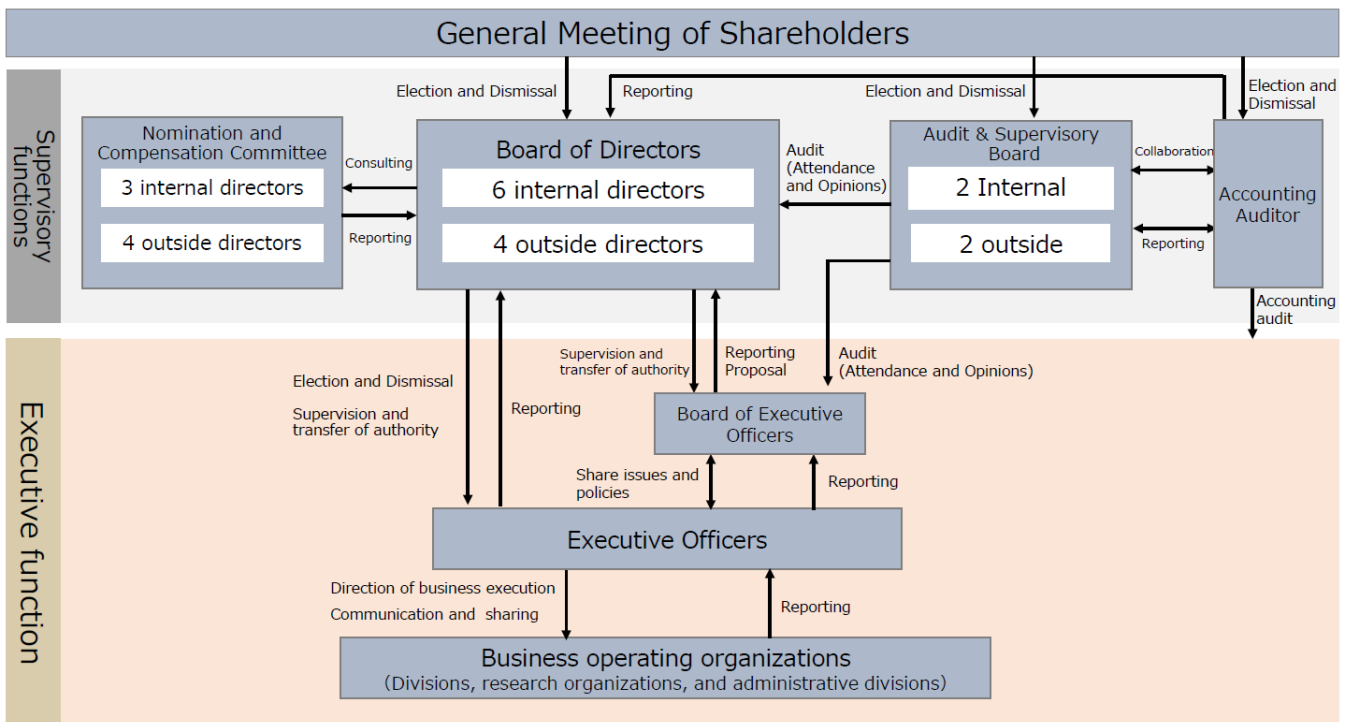 General Meeting of Shareholders
Supervisory
functions
Election and Dismissal
Reporting
Election and Dismissal
Election and
Dismissal
Nomination and
Compensation Committee
3 internal directors
4 outside directors
Consulting
Reporting
Board of Directors
6 internal directors
4 outside directors
Audit
(Attendance
and Opinions)
Audit & Supervisory
Board
2 Internal
2 outside
Collaboration
Reporting
Accounting
Auditor
Accounting
audit
Executive function
Election and Dismissal
Supervision and
transfer of authority
Reporting
Supervision and
transfer of authority
Reporting
Proposal
Audit
(Attendance and Opinions)
Board of Executive
Officers
Share issues and
policies
Reporting
Executive Officers
Direction of business execution
Communication and sharing
Reporting
Business operating organizations
(Divisions, research organizations, and administrative divisions)